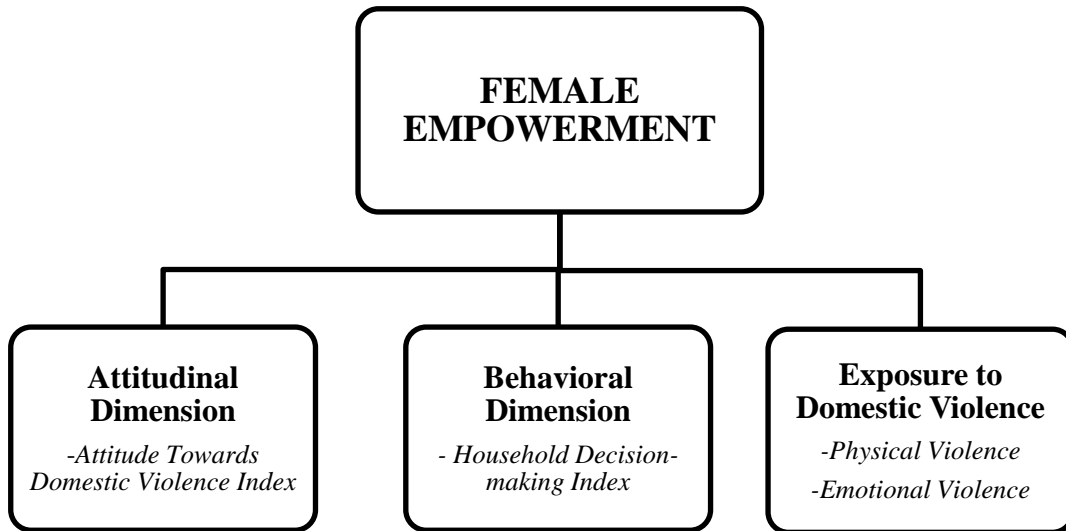 FEMALE
EMPOWERMENT
Attitudinal
Dimension
-Attitude Towards
Domestic Violence Index
Behavioral
Dimension
- Household Decision-
making Index
Exposure to
Domestic Violence
-Physical Violence
-Emotional Violence